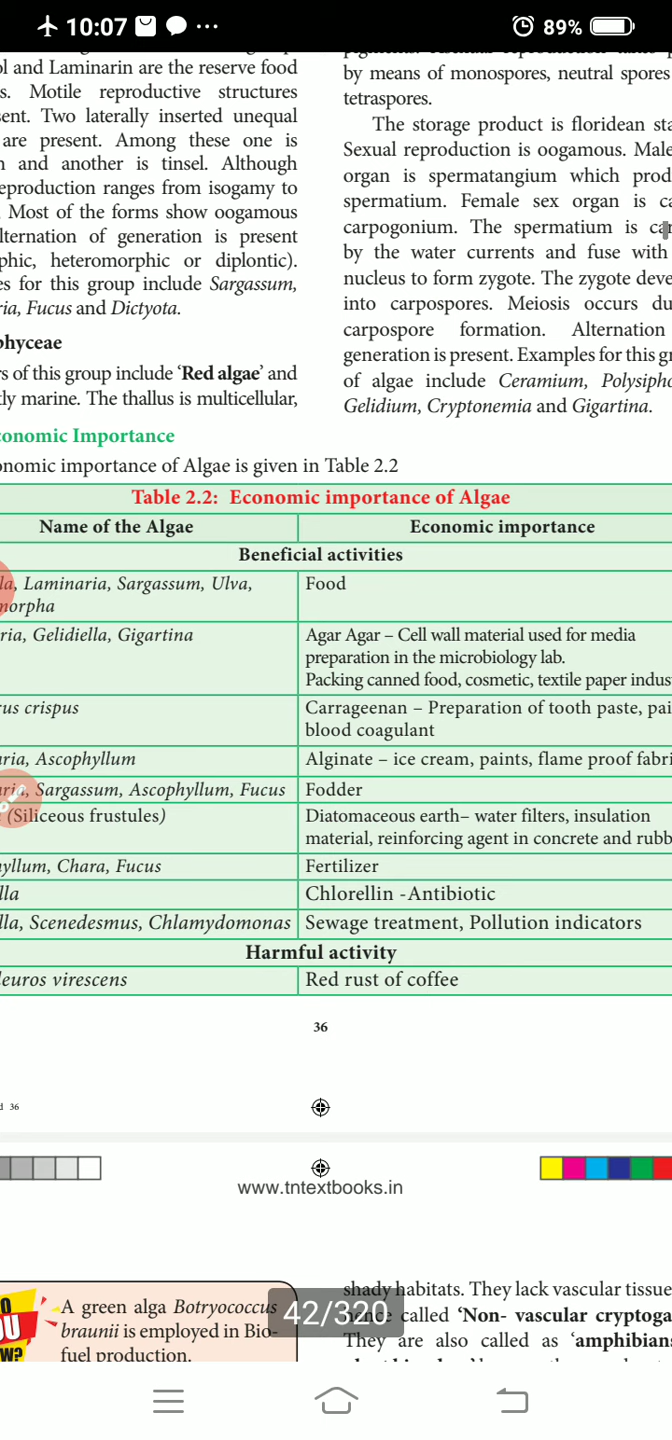 10:07
89%
ol and Laminarin are the reserve food
s. Motile reproductive structures
sent. Two laterally inserted unequal
are present. Among these one is
n and another is tinsel. Although
eproduction ranges from isogamy to
. Most of the forms show oogamous
lternation of generation is present
phic, heteromorphic or diplontic).
es for this group include Sargassum,
ria, Fucus and Dictyota.
phyceae
rs of this group include ‘Red algae’ and
tly marine. The thallus is multicellular,
by means of monospores, neutral spores
tetraspores.
The storage product is floridean sta
Sexual reproduction is oogamous. Male
organ is spermatangium which prod
spermatium. Female sex organ is ca
carpogonium. The spermatium is car
by the water currents and fuse with
nucleus to form zygote. The zygote deve
into carpospores. Meiosis occurs du
carpospore formation. Alternation
generation is present. Examples for this gr
of algae include Ceramium, Polysipho
Gelidium, Cryptonemia and Gigartina.
conomic Importance
onomic importance of Algae is given in Table 2.2
Table 2.2: Economic importance of Algae
Name of the Algae
Economic importance
Beneficial activities
la, Laminaria, Sargassum, Ulva,
morpha
Food
ria, Gelidiella, Gigartina
Agar Agar – Cell wall material used for media
preparation in the microbiology lab.
Packing canned food, cosmetic, textile paper indus
rus crispus
Carrageenan – Preparation of tooth paste, pai
blood coagulant
aria, Ascophyllum
Alginate – ice cream, paints, flame proof fabri
aria, Sargassum, Ascophyllum, Fucus
Fodder
(Siliceous frustules)
Diatomaceous earth– water filters, insulation
material, reinforcing agent in concrete and rubb
yllum, Chara, Fucus
Fertilizer
lla
Chlorellin -Antibiotic
lla, Scenedesmus, Chlamydomonas
Sewage treatment, Pollution indicators
Harmful activity
leuros virescens
Red rust of coffee
36
d 36
www.tntextbooks.in
O
OU
W?
A green alga Botryococcus
braunii is employed in Bio-
fuel production.
42/320
shady habitats. They lack vascular tissue
hence called ‘Non- vascular cryptoga
They are also called as ‘amphibians